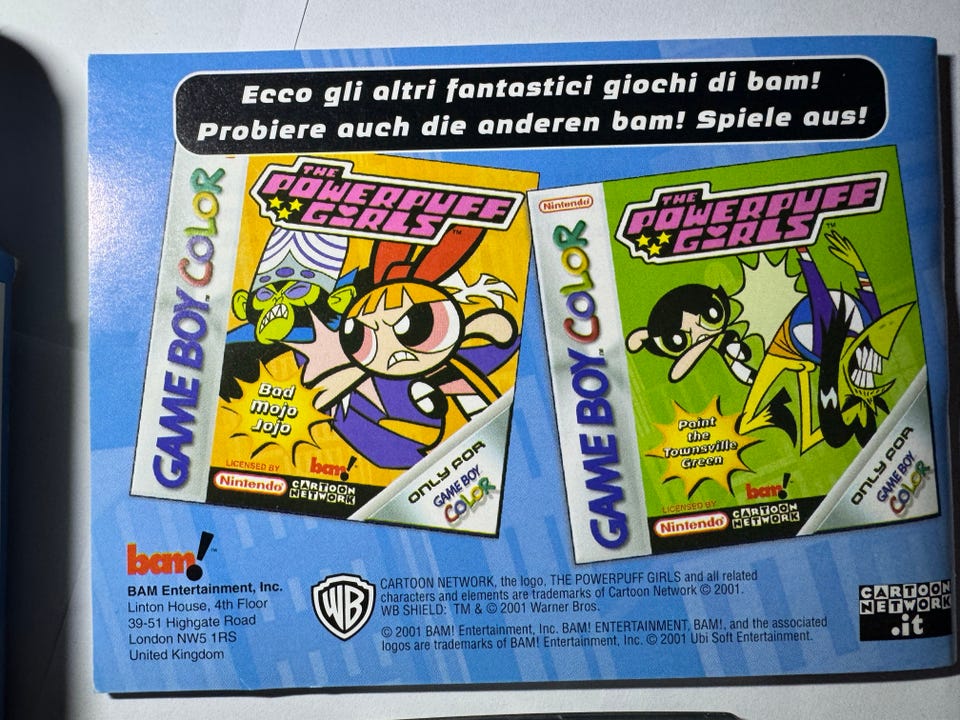 Ecco gli altri fantastici giochi di bam!
Probiere auch die anderen bam! Spiele aus!
GAME BOY COLOR
THE
POWERPUFF
GIRLS
TM
Bad
Mojo
Jojo
LICENSED BY
Nintendo
bam!
CARTOON
NETWORK
ONLY FOR
GAME BOY
COLOR
Nintendo
GAME BOY COLOR
THE
POWERPUFF
GIRLS
TM
Paint
the
Townsville
Green
LICENSED BY
Nintendo
bam!
CARTOON
NETWORK
ONLY FOR
GAME BOY
COLOR
bam!™
BAM Entertainment, Inc.
Linton House, 4th Floor
39-51 Highgate Road
London NW5 1RS
United Kingdom
WB
CARTOON NETWORK, the logo, THE POWERPUFF GIRLS and all related
characters and elements are trademarks of Cartoon Network © 2001.
WB SHIELD: TM & © 2001 Warner Bros.
© 2001 BAM! Entertainment, Inc. BAM! ENTERTAINMENT, BAM!, and the associated
logos are trademarks of BAM! Entertainment, Inc. © 2001 Ubi Soft Entertainment.
CARTOON
NETWORK
.it